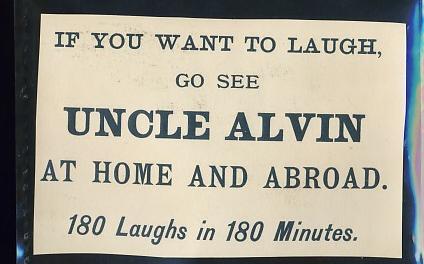 IF YOU WANT TO LAUGH,
GO SEE
UNCLE ALVIN
AT HOME AND ABROAD.
180 Laughs in 180 Minutes.